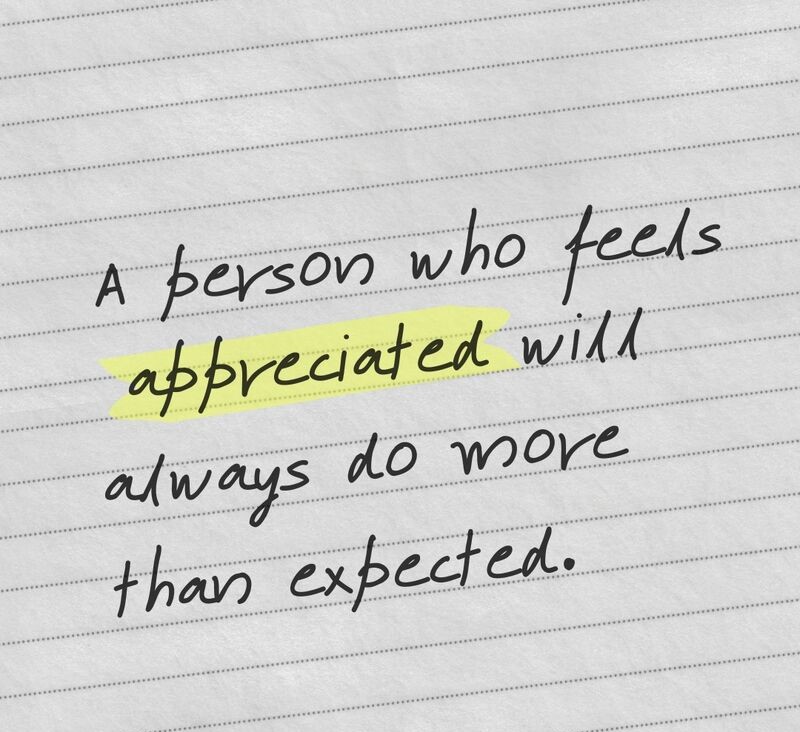 A person who feels
appreciated will
always do more
than expected.